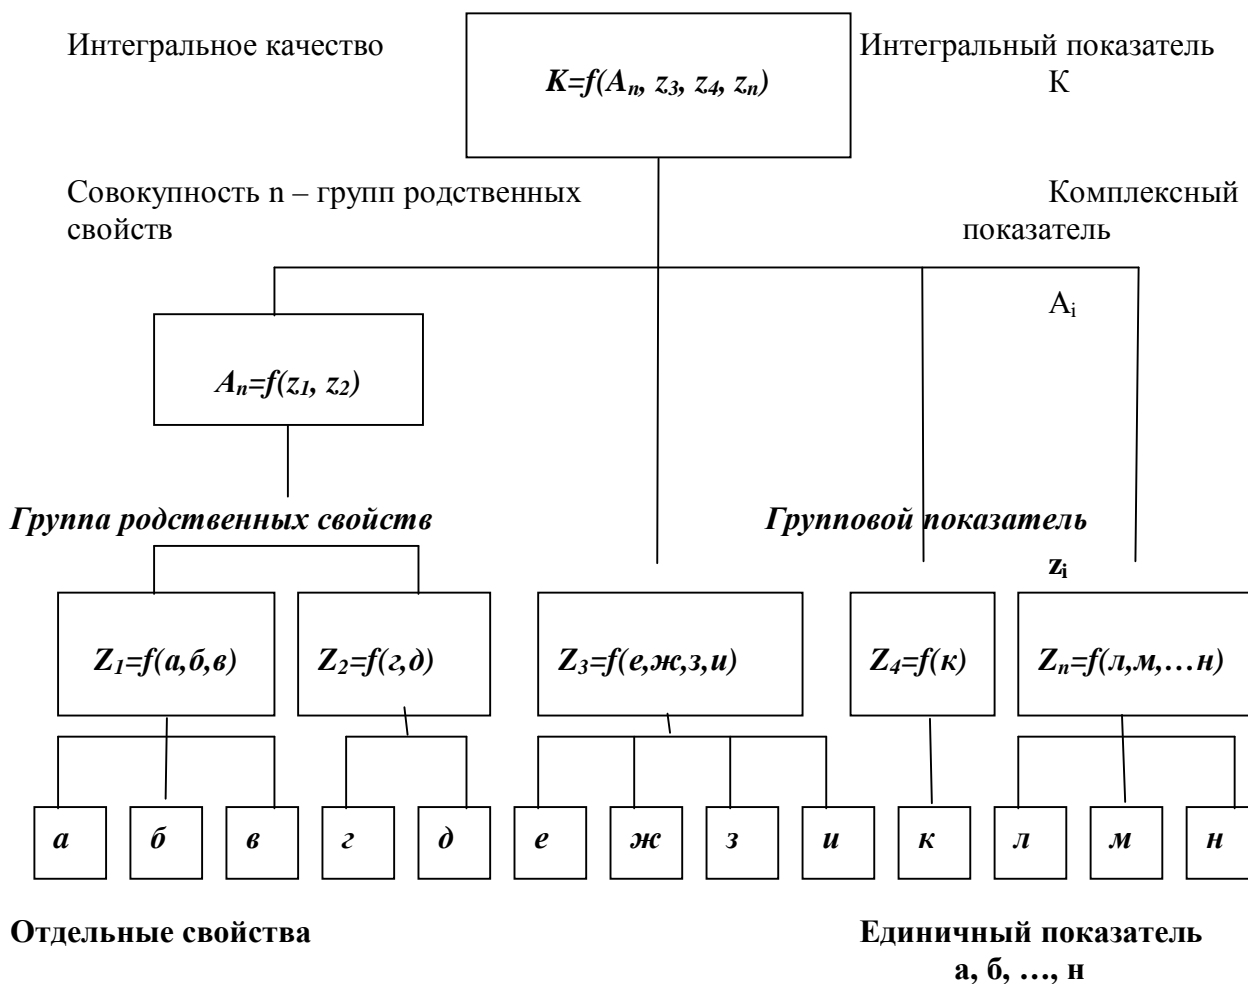 Интегральное качество Интегральный показатель
K=f(Aₙ, z₃, z₄, zₙ) К
Совокупность n – групп родственных Комплексный
свойств показатель
Aᵢ
Aₙ=f(z₁, z₂)
Группа родственных свойств Групповой показатель
zᵢ
Z₁=f(а,б,в) Z₂=f(г,д) Z₃=f(е,ж,з,и) Z₄=f(к) Zₙ=f(л,м,…н)
а б в г д е ж з и к л м н
Отдельные свойства Единичный показатель
а, б, …, н